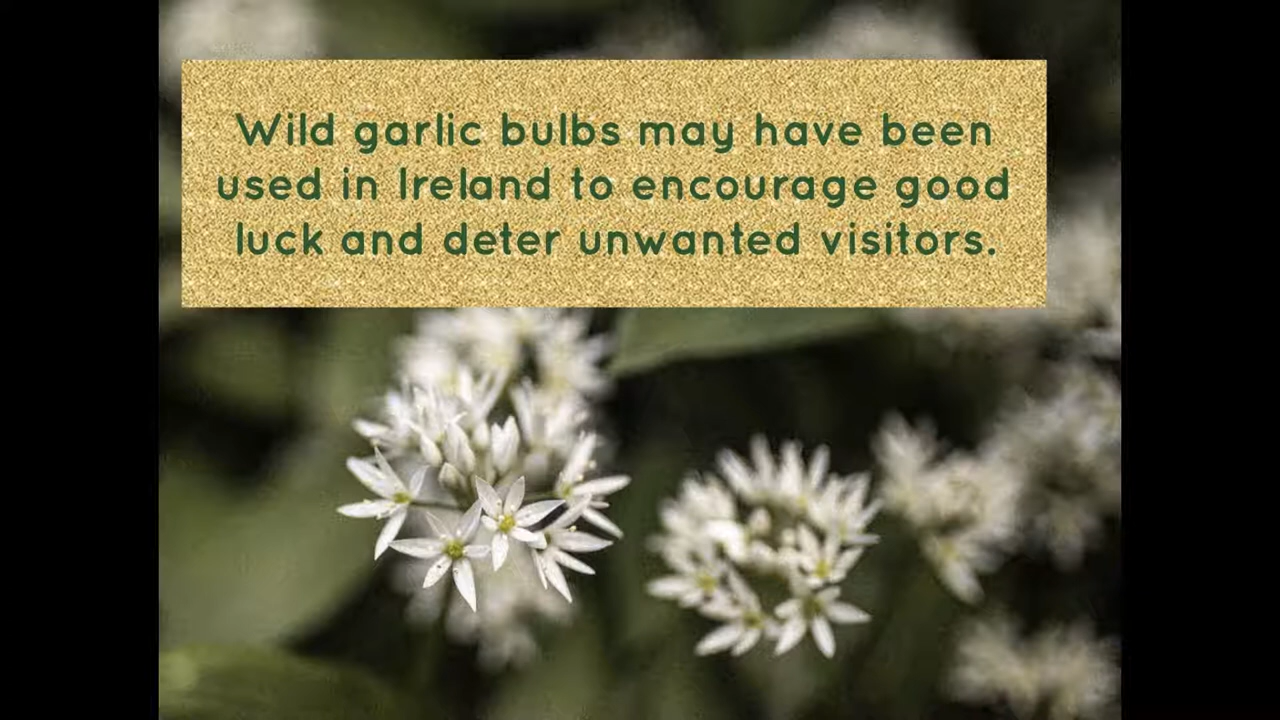 Wild garlic bulbs may have been
used in Ireland to encourage good
luck and deter unwanted visitors.